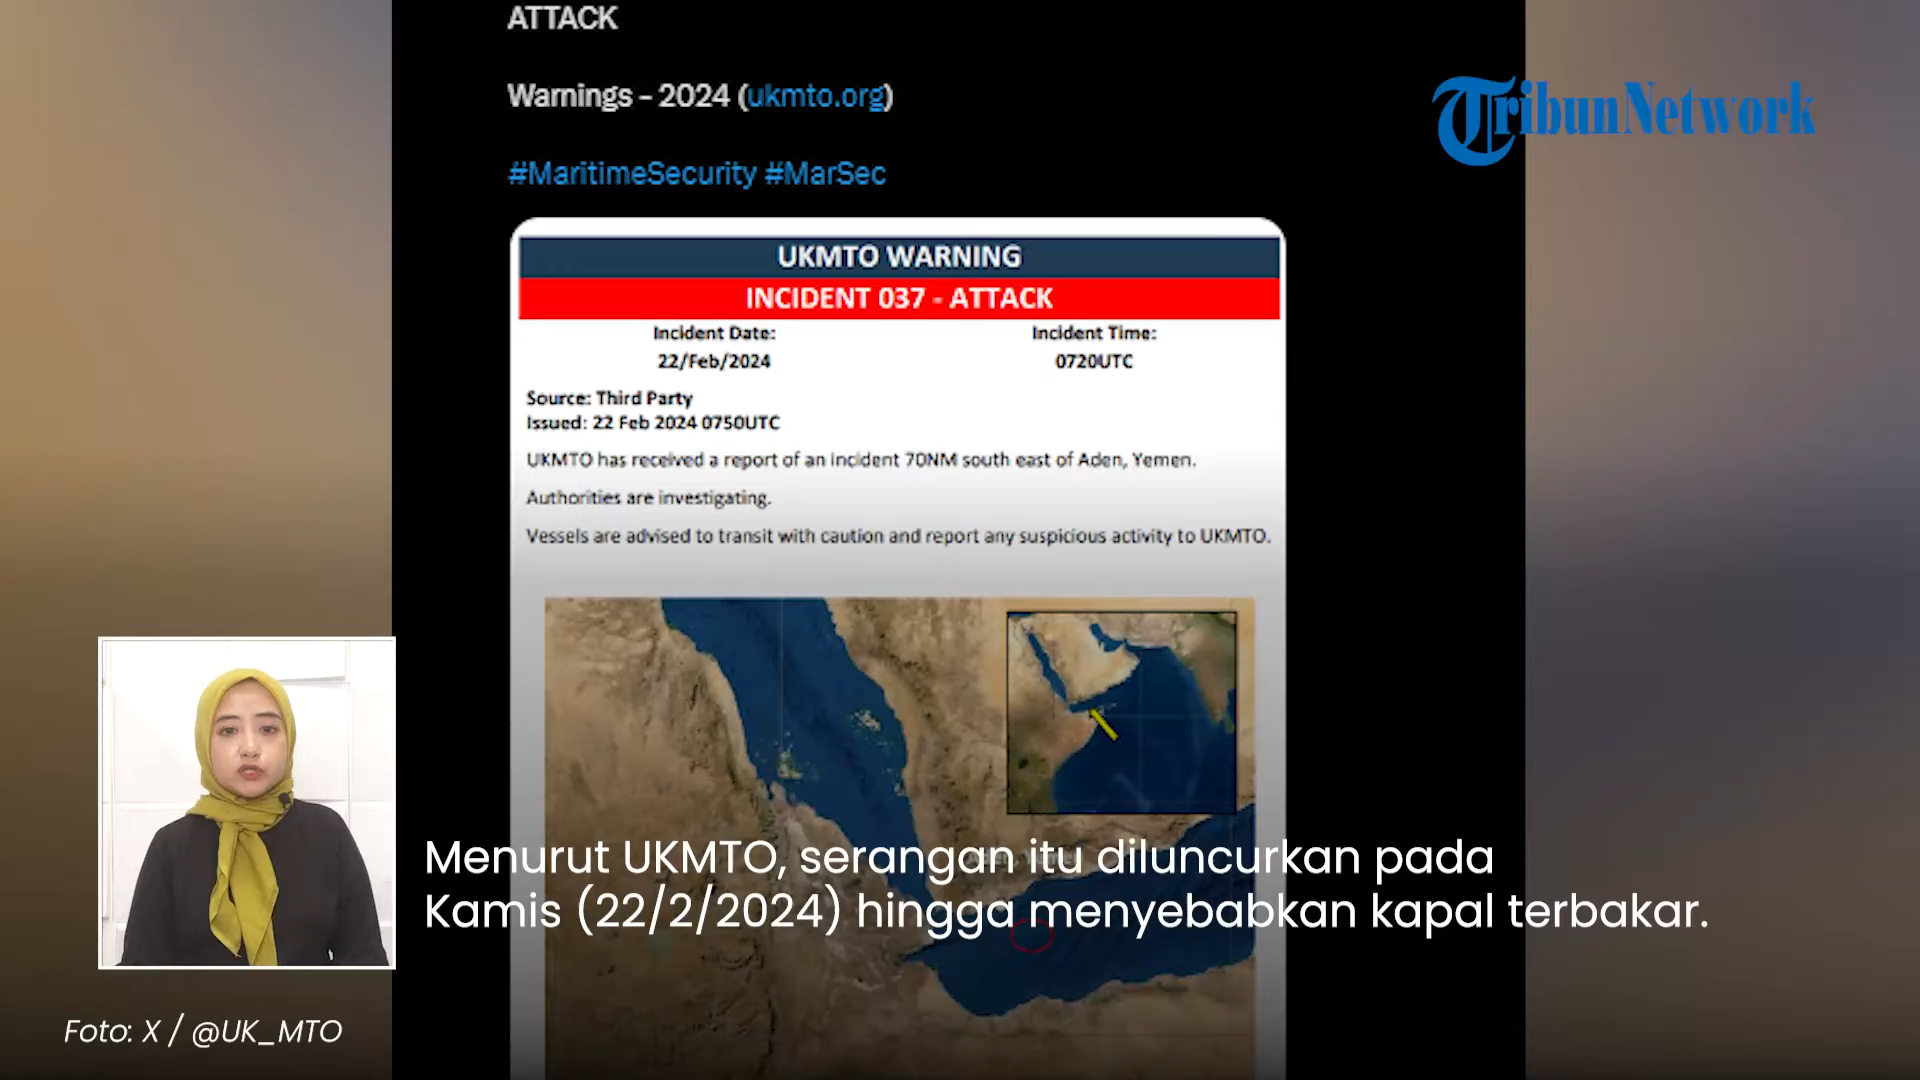 ATTACK
Warnings – 2024 (ukmto.org)
#MaritimeSecurity #MarSec
TribunNetwork
UKMTO WARNING
INCIDENT 037 - ATTACK
Incident Date:
22/Feb/2024
Incident Time:
0720UTC
Source: Third Party
Issued: 22 Feb 2024 0750UTC
UKMTO has received a report of an incident 70NM south east of Aden, Yemen.
Authorities are investigating.
Vessels are advised to transit with caution and report any suspicious activity to UKMTO.
Menurut UKMTO, serangan itu diluncurkan pada
Kamis (22/2/2024) hingga menyebabkan kapal terbakar.
Foto: X / @UK_MTO